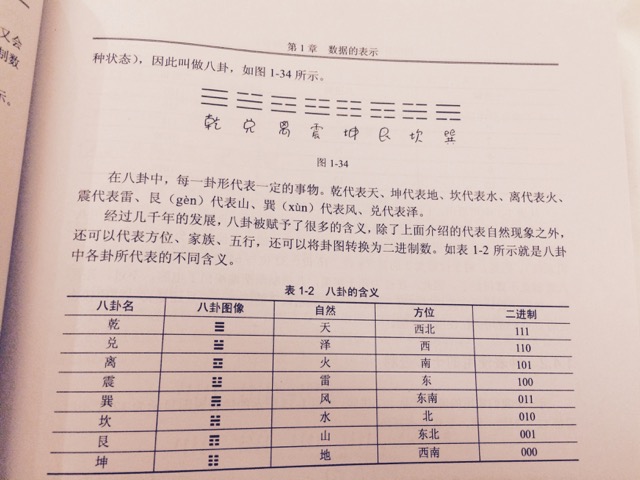 又会
制数
示。
第 1 章 数据的表示
种状态），因此叫做八卦，如图 1-34 所示。
乾 兑 离 震 坤 艮 坎 巽
图 1-34
在八卦中，每一卦形代表一定的事物。乾代表天、坤代表地、坎代表水、离代表火、
震代表雷、艮（gèn）代表山、巽（xùn）代表风、兑代表泽。
经过几千年的发展，八卦被赋予了很多的含义，除了上面介绍的代表自然现象之外，
还可以代表方位、家族、五行，还可以将卦图转换为二进制数。如表 1-2 所示就是八卦
中各卦所代表的不同含义。
表 1-2 八卦的含义
八卦名 八卦图像 自然 方位 二进制
乾 ☰ 天 西北 111
兑 ☱ 泽 西 110
离 ☲ 火 南 101
震 ☳ 雷 东 100
巽 ☴ 风 东南 011
坎 ☵ 水 北 010
艮 ☶ 山 东北 001
坤 ☷ 地 西南 000